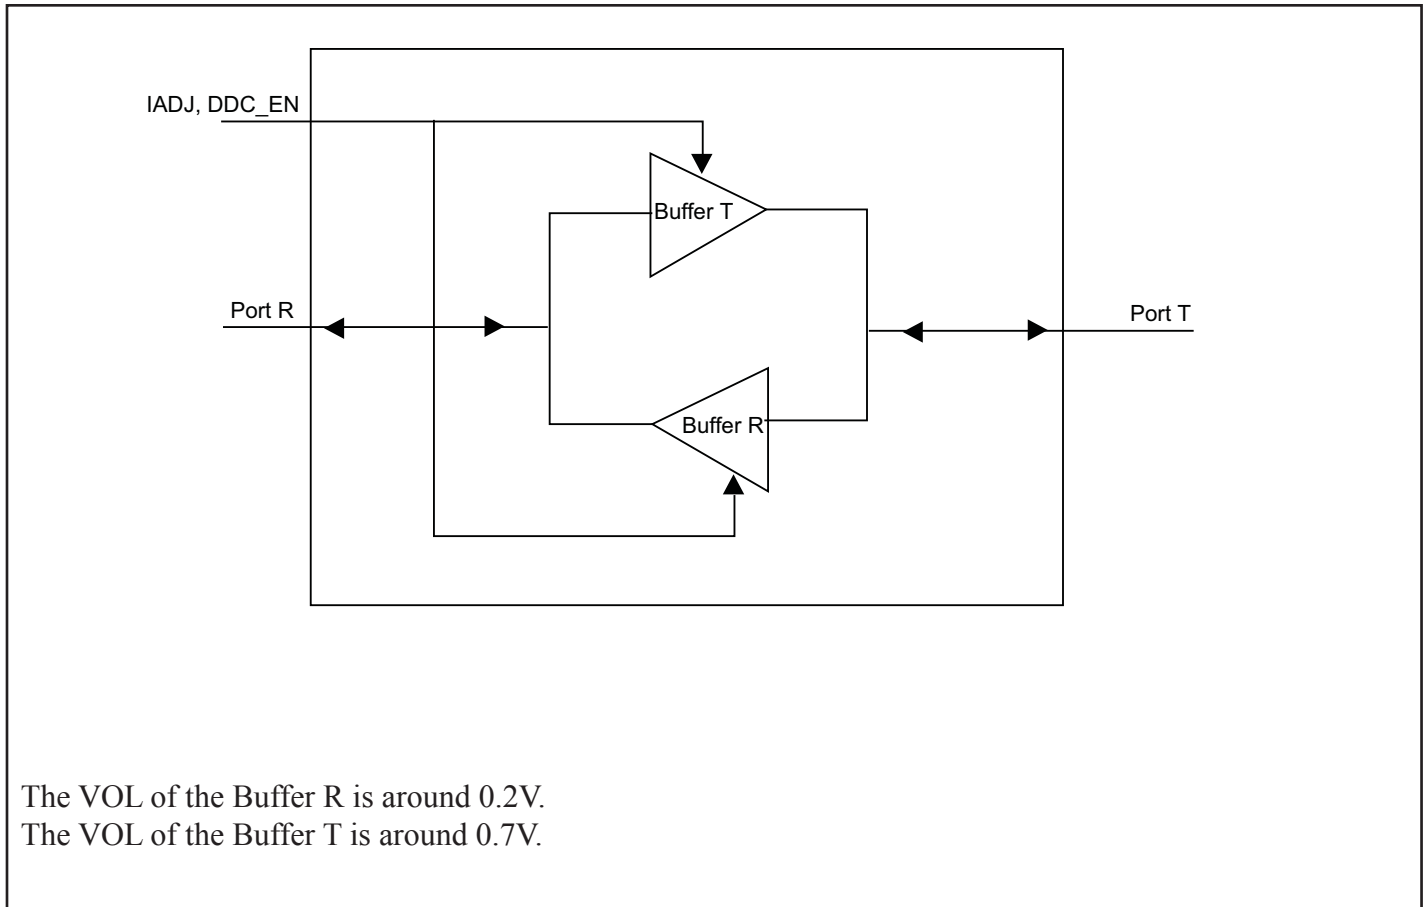 IADJ, DDC_EN
Buffer T
Port R
Port T
Buffer R
The VOL of the Buffer R is around 0.2V.
The VOL of the Buffer T is around 0.7V.